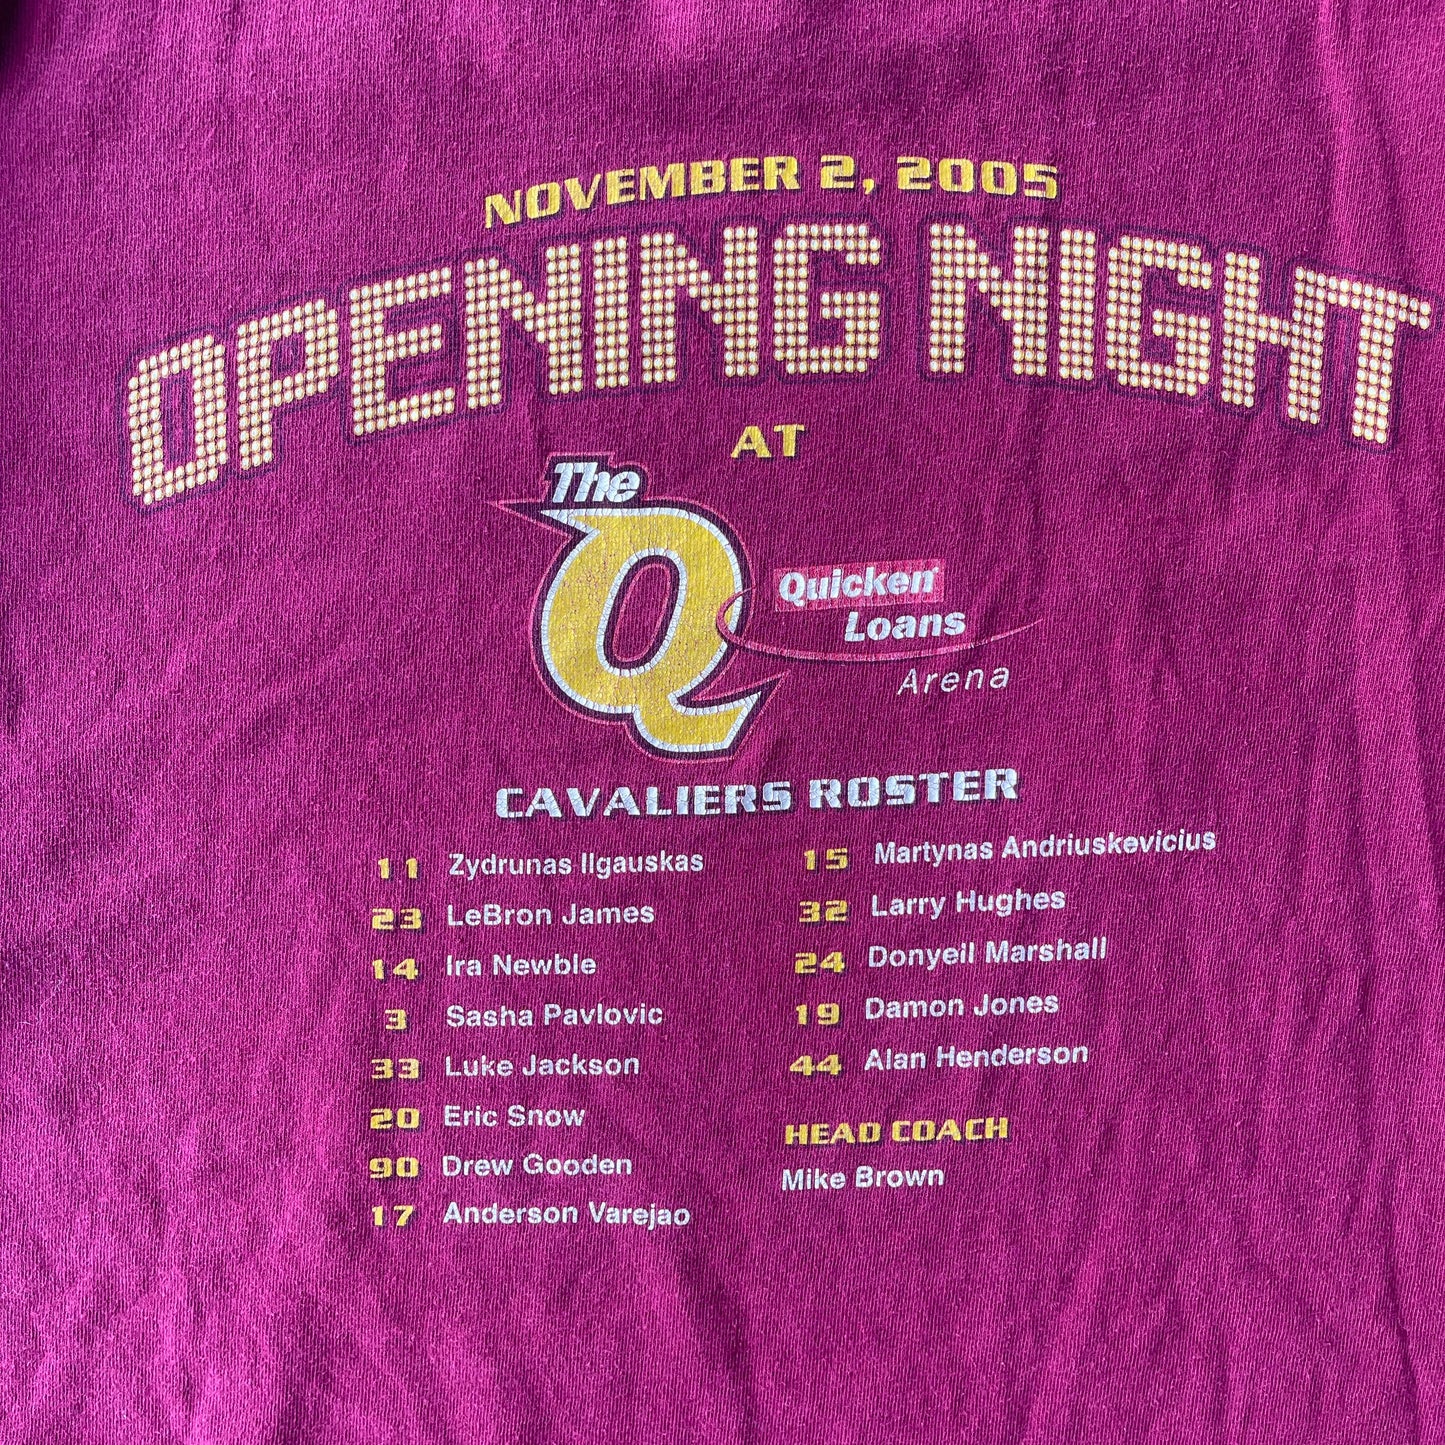 NOVEMBER 2, 2005
OPENING NIGHT
AT
The
Q
Quicken
Loans
Arena
CAVALIERS ROSTER
11 Zydrunas Ilgauskas
23 LeBron James
14 Ira Newble
3 Sasha Pavlovic
33 Luke Jackson
20 Eric Snow
90 Drew Gooden
17 Anderson Varejao
15 Martynas Andriuskevicius
32 Larry Hughes
24 Donyell Marshall
19 Damon Jones
44 Alan Henderson
HEAD COACH
Mike Brown